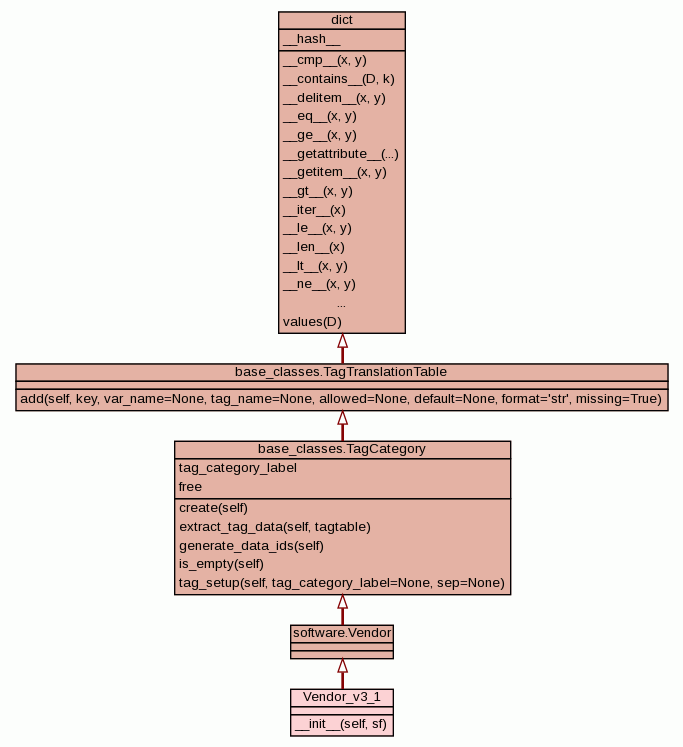 dict
__hash__
__cmp__(x, y)
__contains__(D, k)
__delitem__(x, y)
__eq__(x, y)
__ge__(x, y)
__getattribute__(...)
__getitem__(x, y)
__gt__(x, y)
__iter__(x)
__le__(x, y)
__len__(x)
__lt__(x, y)
__ne__(x, y)
...
values(D)
base_classes.TagTranslationTable
add(self, key, var_name=None, tag_name=None, allowed=None, default=None, format='str', missing=True)
base_classes.TagCategory
tag_category_label
free
create(self)
extract_tag_data(self, tagtable)
generate_data_ids(self)
is_empty(self)
tag_setup(self, tag_category_label=None, sep=None)
software.Vendor
Vendor_v3_1
__init__(self, sf)